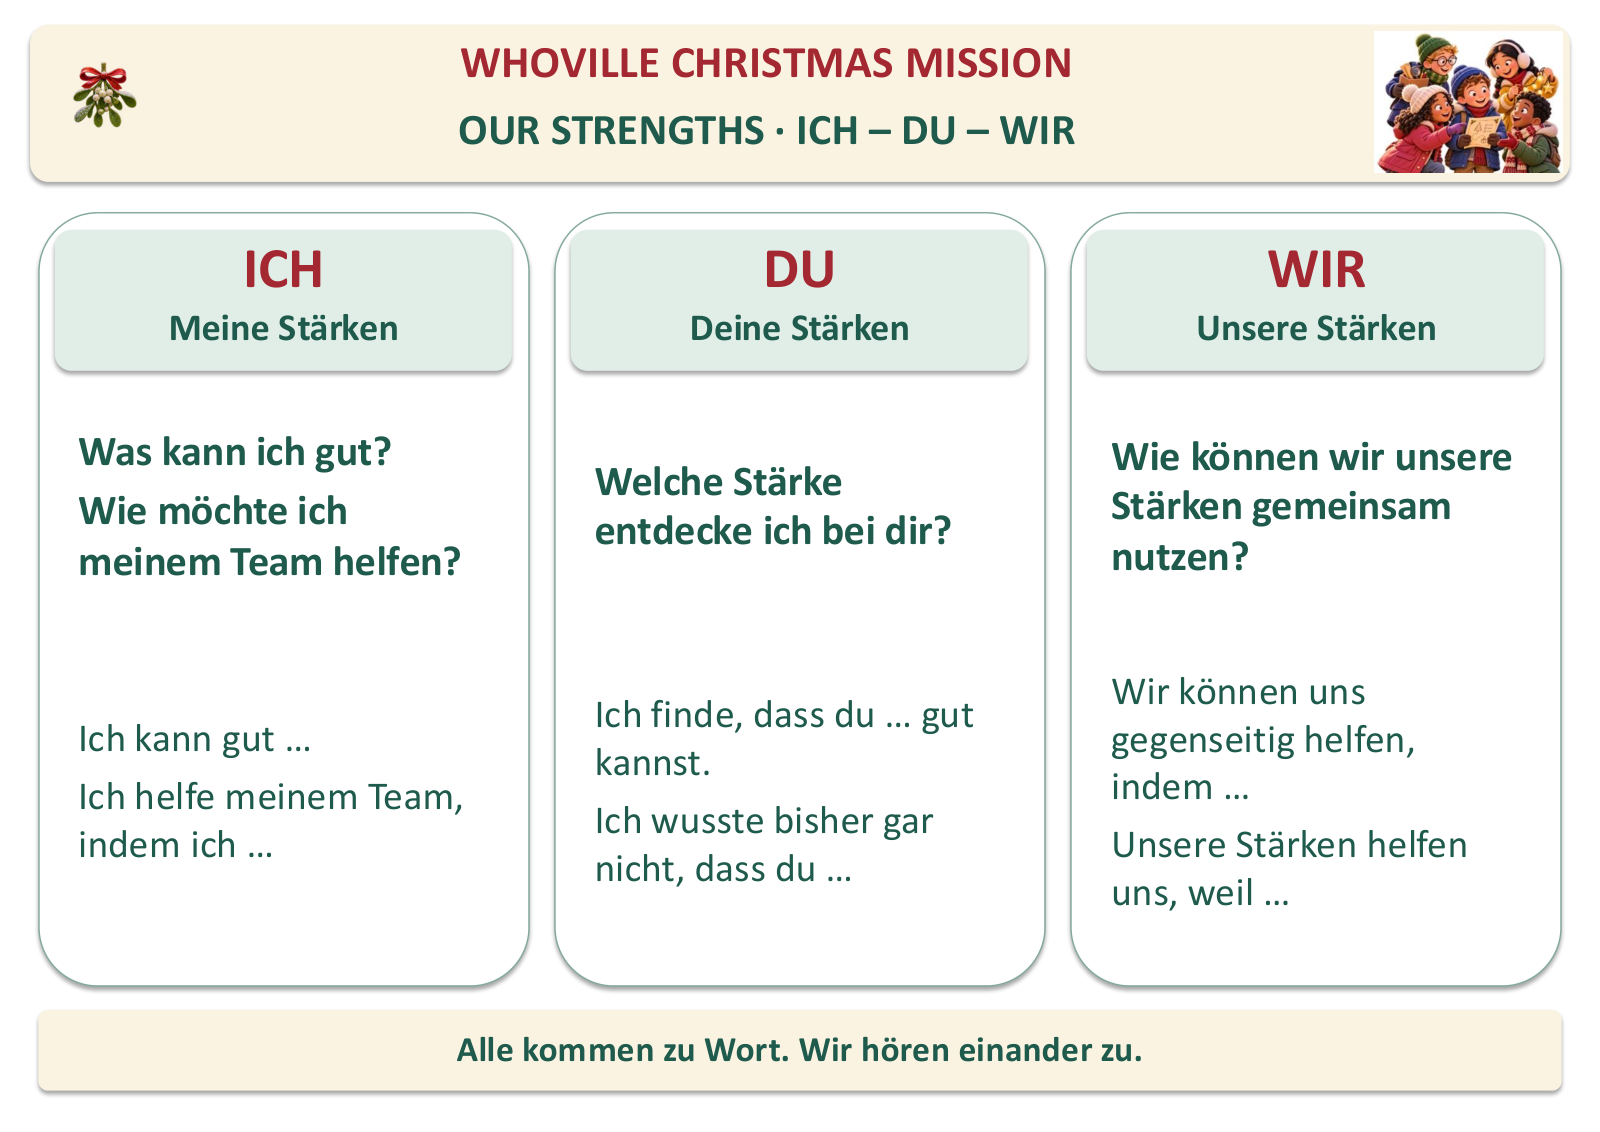 WHOVILLE CHRISTMAS MISSION
OUR STRENGTHS · ICH – DU – WIR
ICH
Meine Stärken
Was kann ich gut?
Wie möchte ich
meinem Team helfen?
Ich kann gut …
Ich helfe meinem Team,
indem ich …
DU
Deine Stärken
Welche Stärke
entdecke ich bei dir?
Ich finde, dass du … gut
kannst.
Ich wusste bisher gar
nicht, dass du …
WIR
Unsere Stärken
Wie können wir unsere
Stärken gemeinsam
nutzen?
Wir können uns
gegenseitig helfen,
indem …
Unsere Stärken helfen
uns, weil …
Alle kommen zu Wort. Wir hören einander zu.